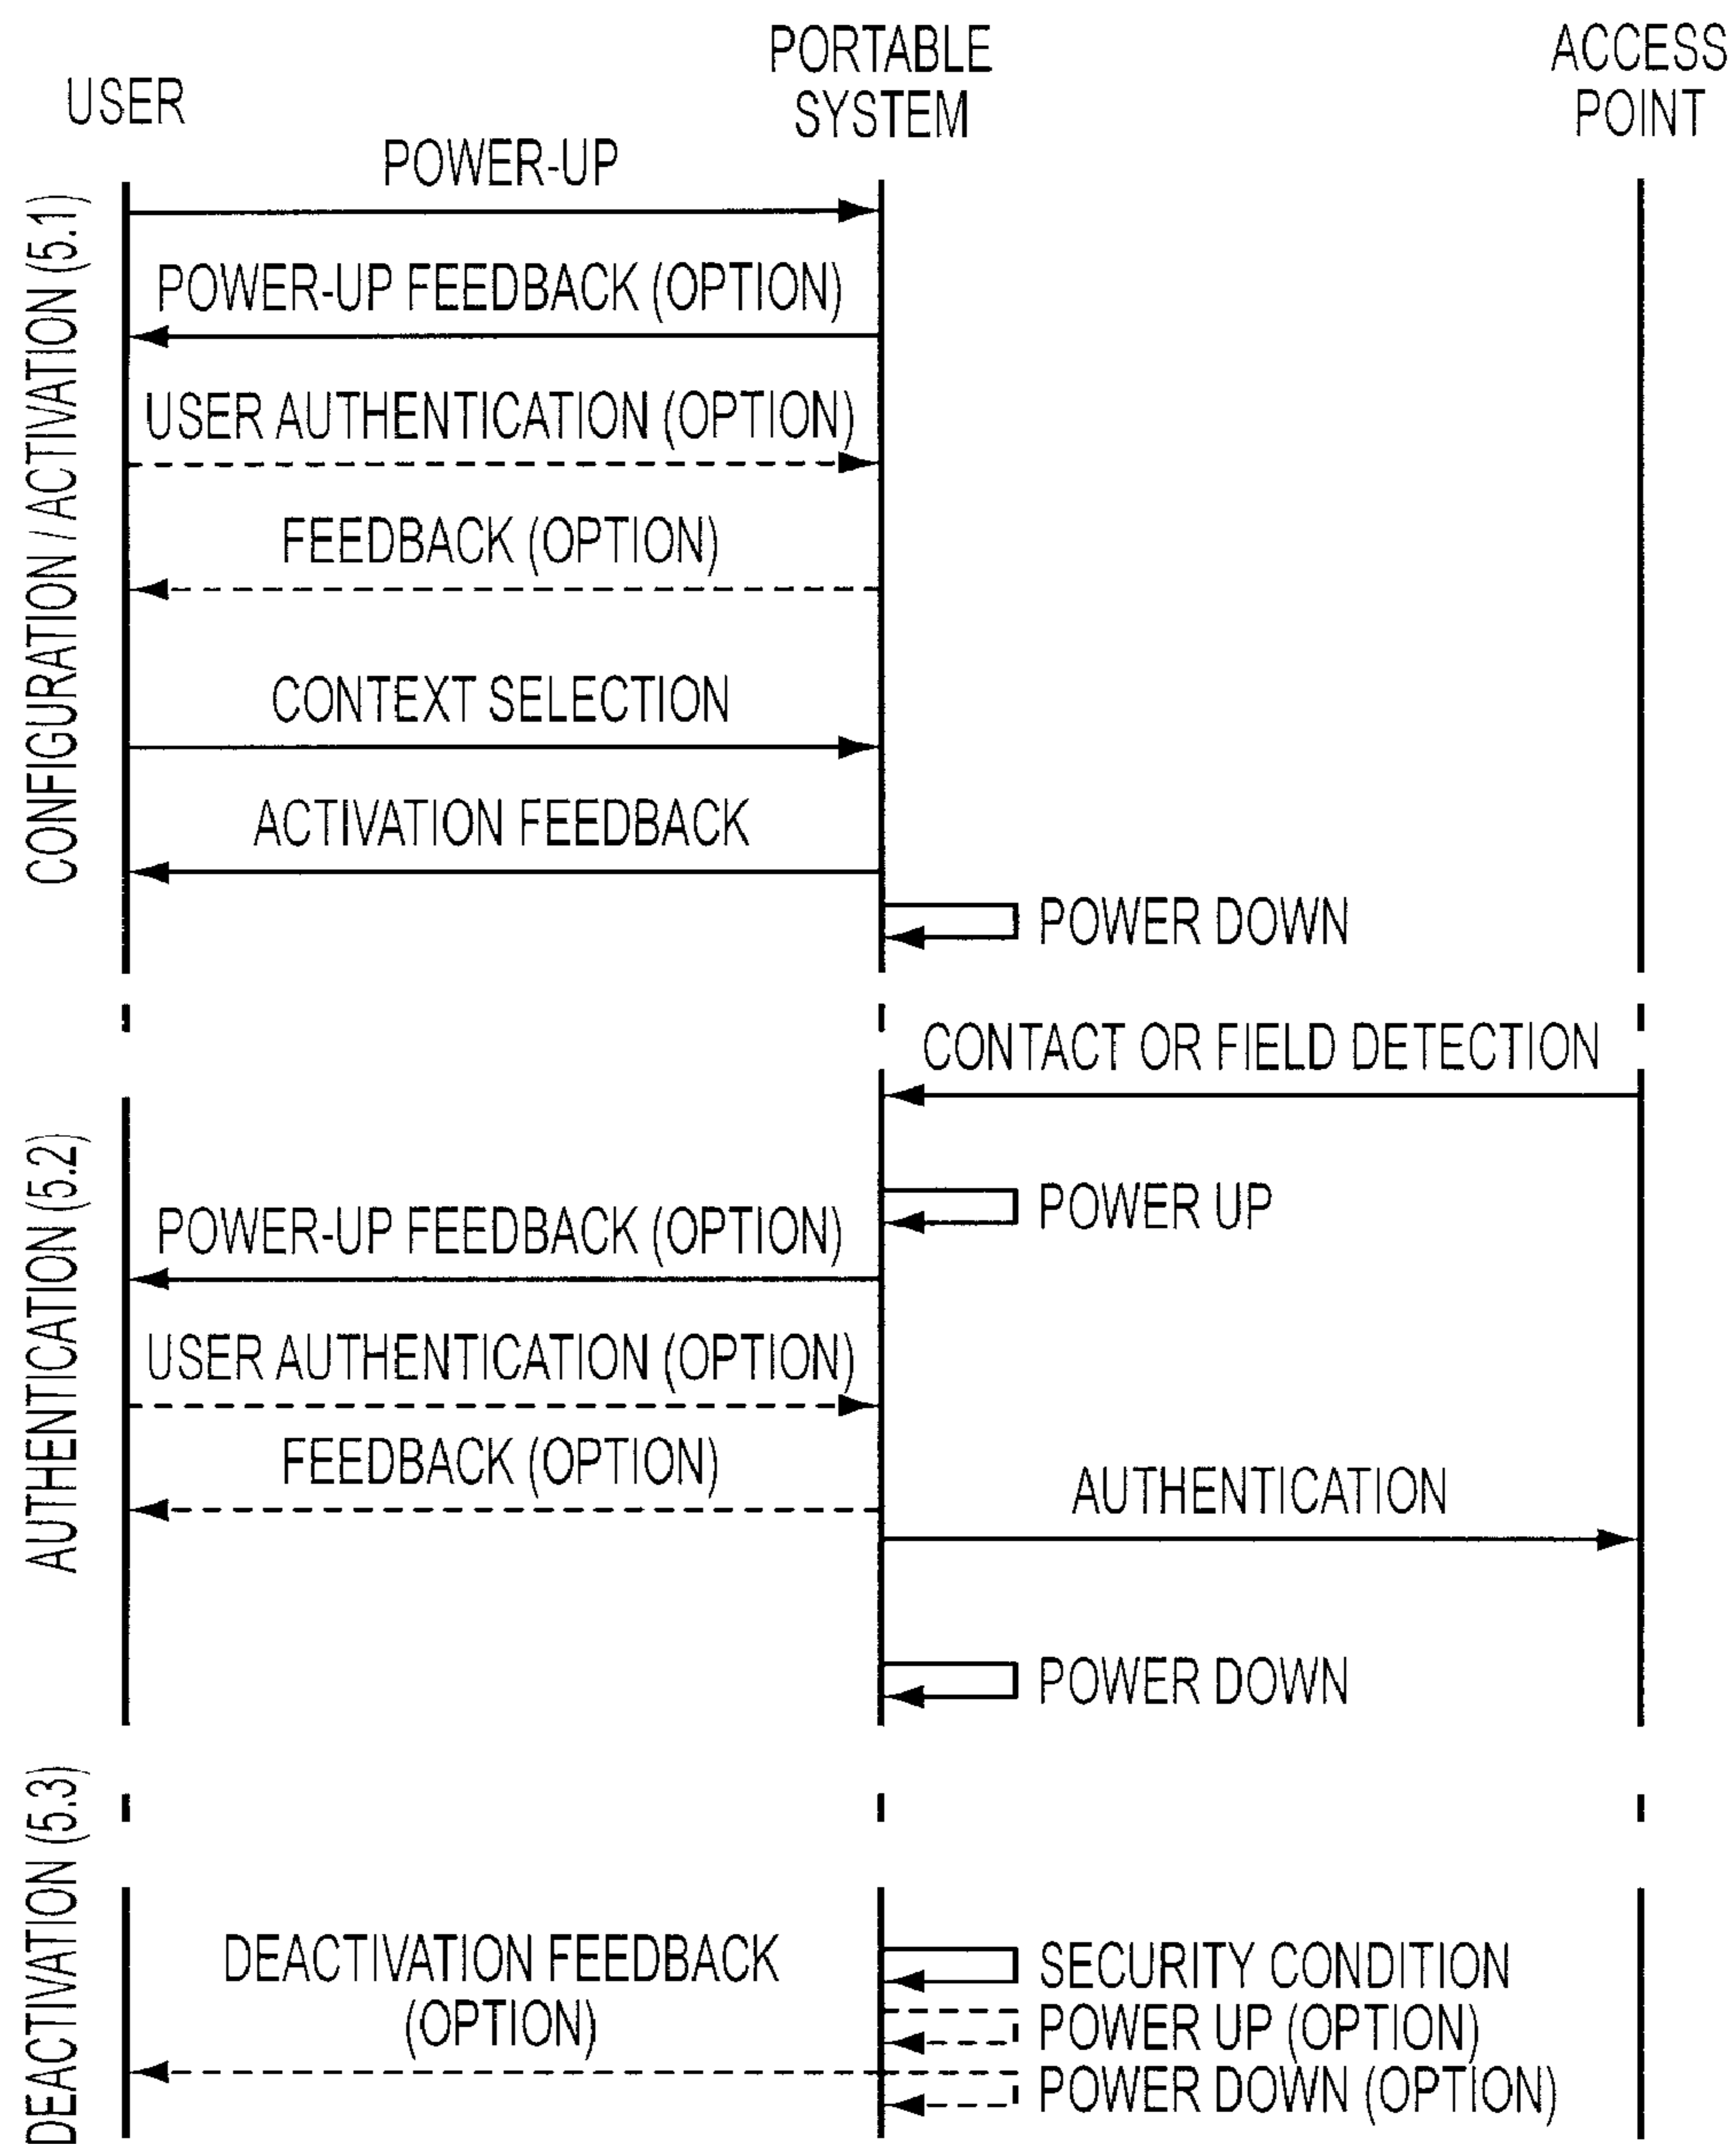 USER
PORTABLE
SYSTEM
ACCESS
POINT
CONFIGURATION / ACTIVATION (5.1)
POWER-UP
POWER-UP FEEDBACK (OPTION)
USER AUTHENTICATION (OPTION)
FEEDBACK (OPTION)
CONTEXT SELECTION
ACTIVATION FEEDBACK
POWER DOWN
AUTHENTICATION (5.2)
CONTACT OR FIELD DETECTION
POWER UP
POWER-UP FEEDBACK (OPTION)
USER AUTHENTICATION (OPTION)
FEEDBACK (OPTION)
AUTHENTICATION
POWER DOWN
DEACTIVATION (5.3)
DEACTIVATION FEEDBACK
(OPTION)
SECURITY CONDITION
POWER UP (OPTION)
POWER DOWN (OPTION)